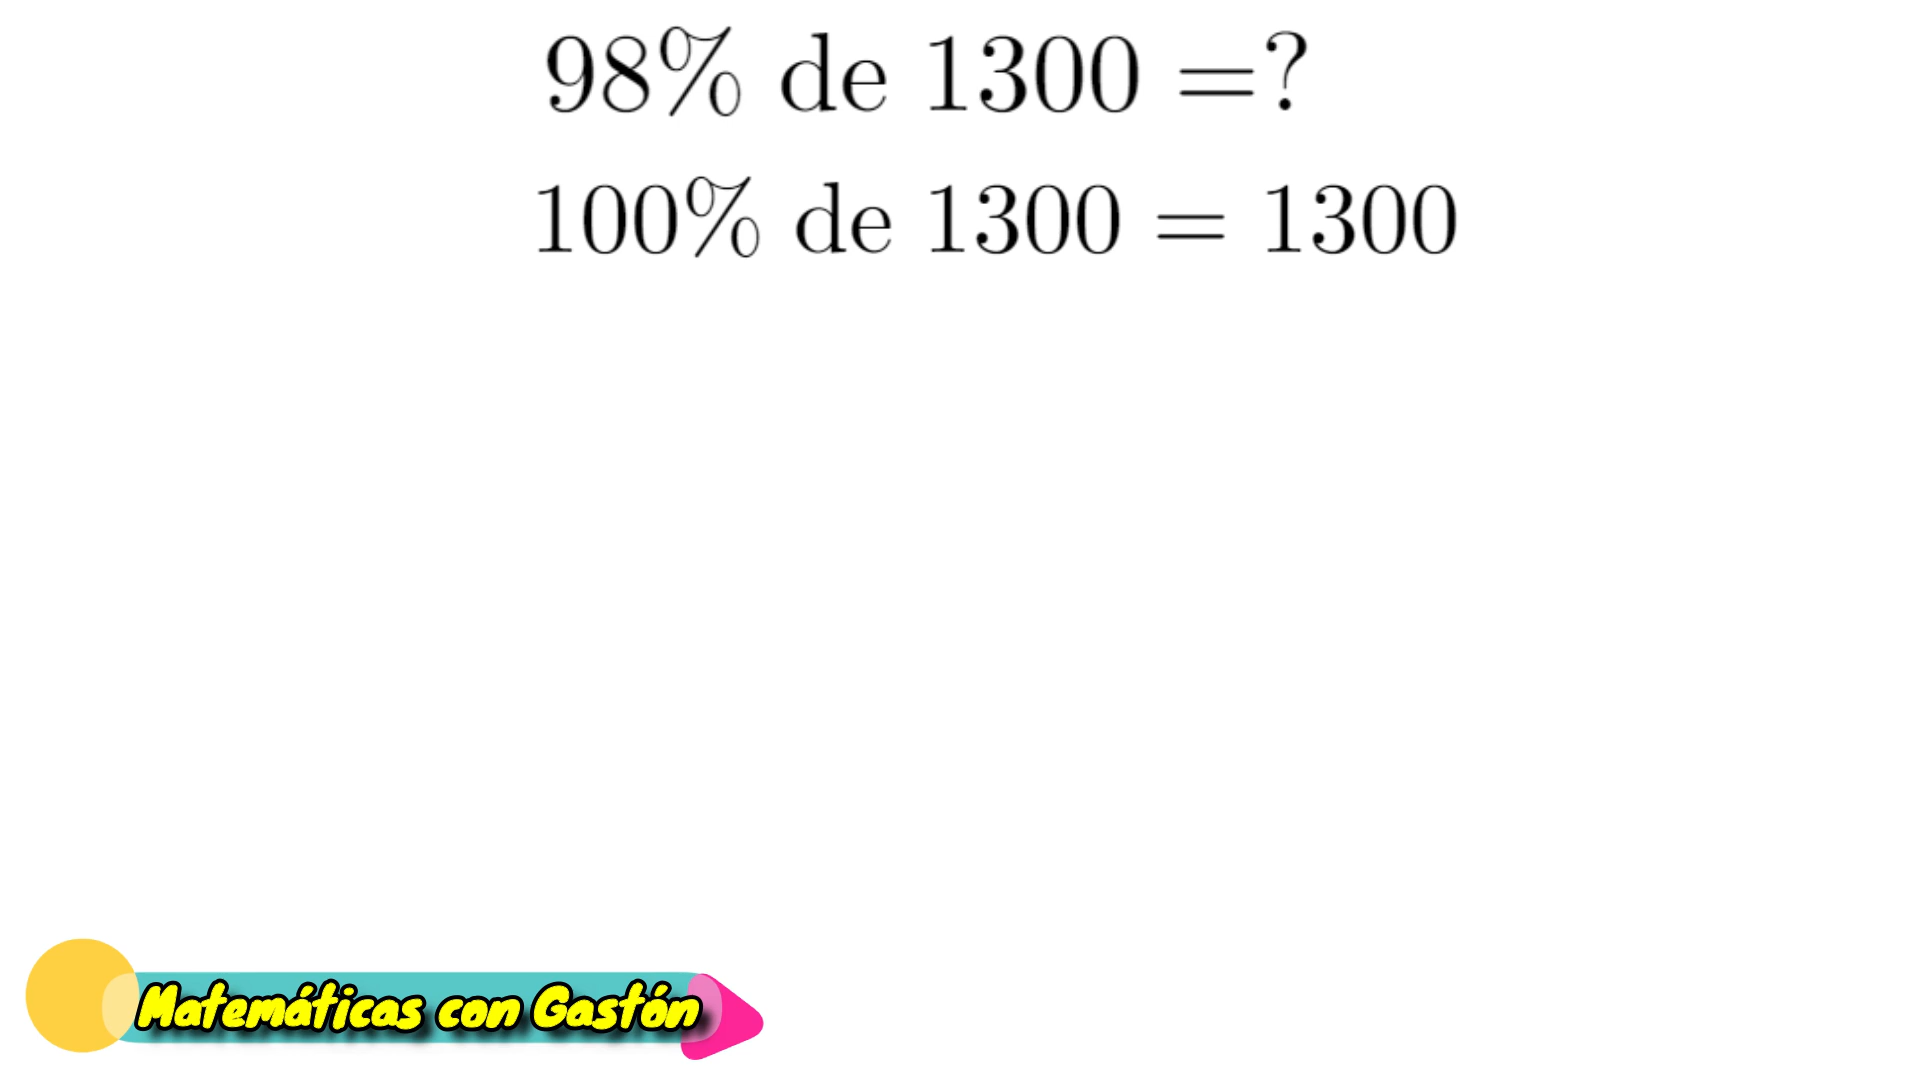 98% de 1300 =?
100% de 1300 = 1300
Matemáticas con Gastón